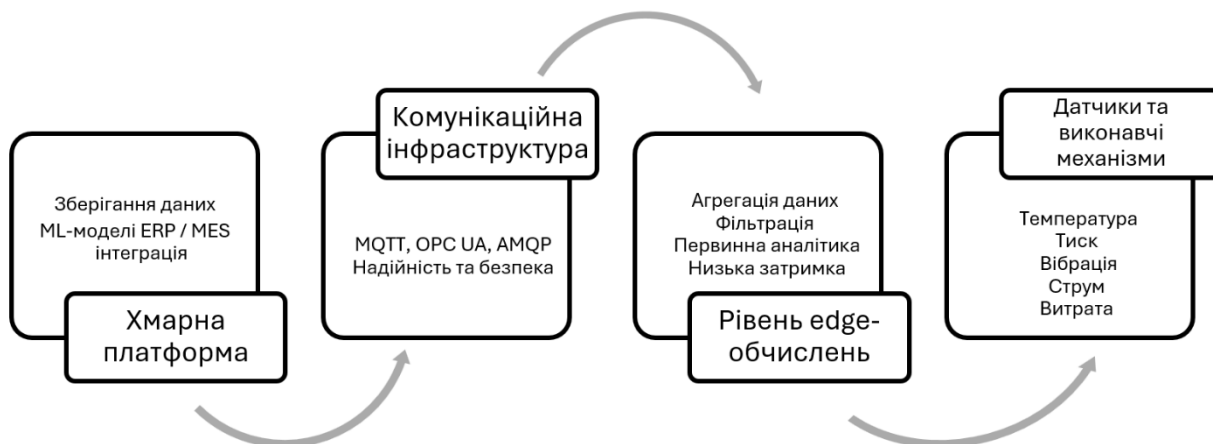 Зберігання даних
ML-моделі ERP / MES
інтеграція
Хмарна
платформа
Комунікаційна
інфраструктура
MQTT, OPC UA, AMQP
Надійність та безпека
Агрегація даних
Фільтрація
Первинна аналітика
Низька затримка
Рівень edge-
обчислень
Датчики та
виконавчі
механізми
Температура
Тиск
Вібрація
Струм
Витрата